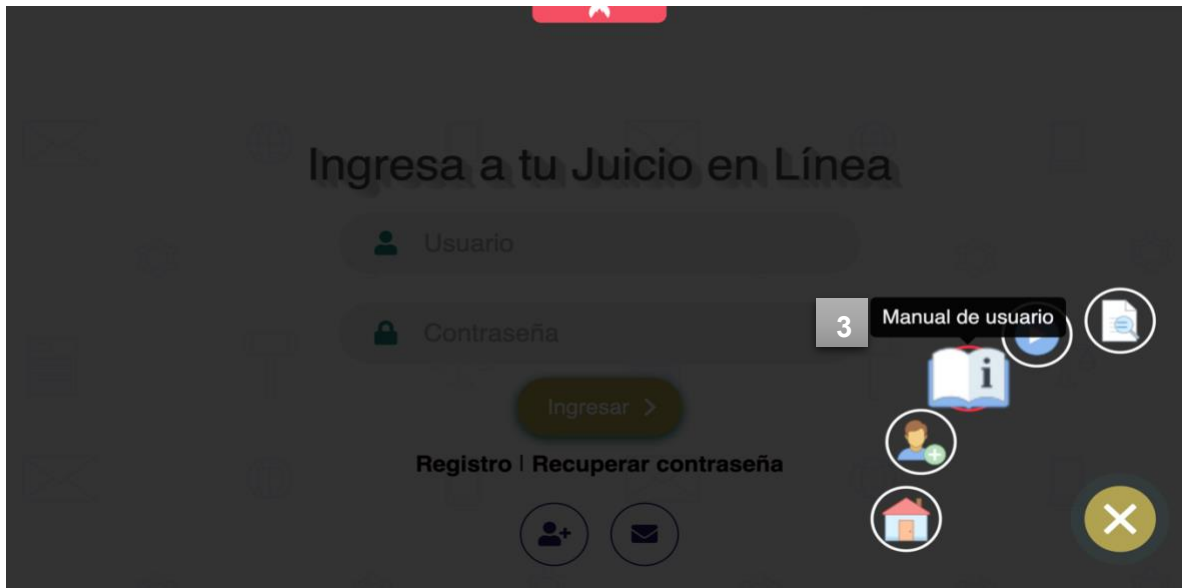 Ingresa a tu Juicio en Línea
Usuario
Contraseña
3
Manual de usuario
i
Ingresar >
Registro | Recuperar contraseña